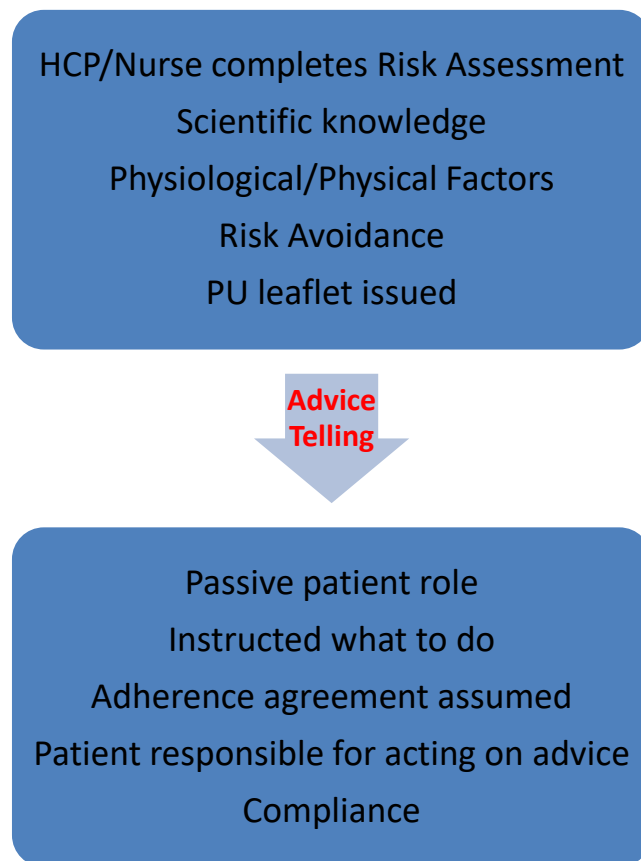 HCP/Nurse completes Risk Assessment
Scientific knowledge
Physiological/Physical Factors
Risk Avoidance
PU leaflet issued
Advice
Telling
Passive patient role
Instructed what to do
Adherence agreement assumed
Patient responsible for acting on advice
Compliance